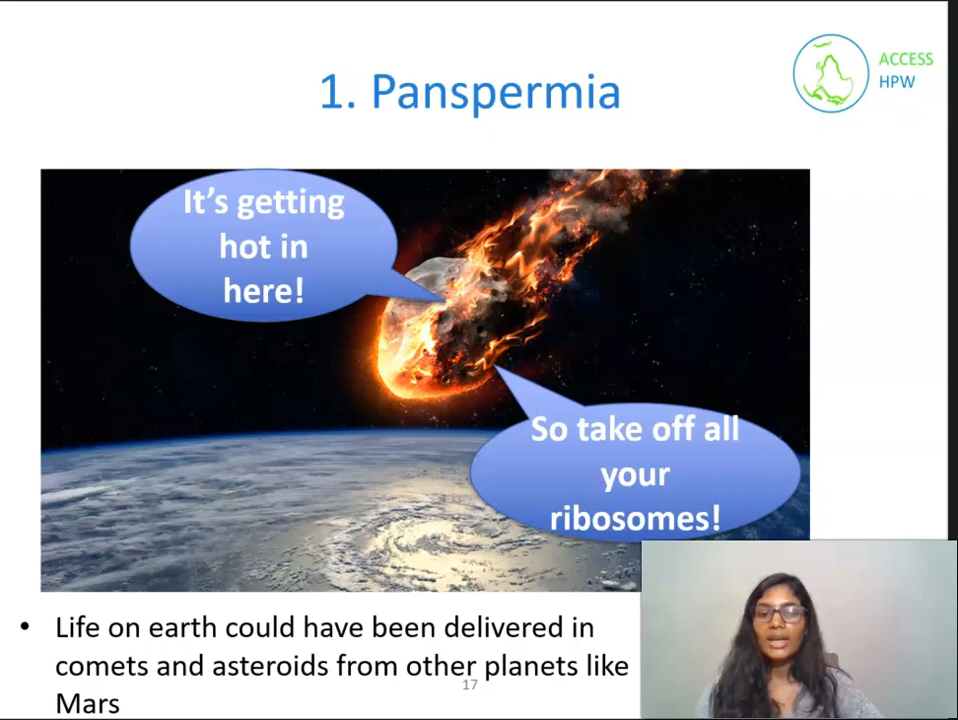 ACCESS
HPW
1. Panspermia
It’s getting
hot in
here!
So take off all
your
ribosomes!
• Life on earth could have been delivered in
comets and asteroids from other planets like
Mars
17